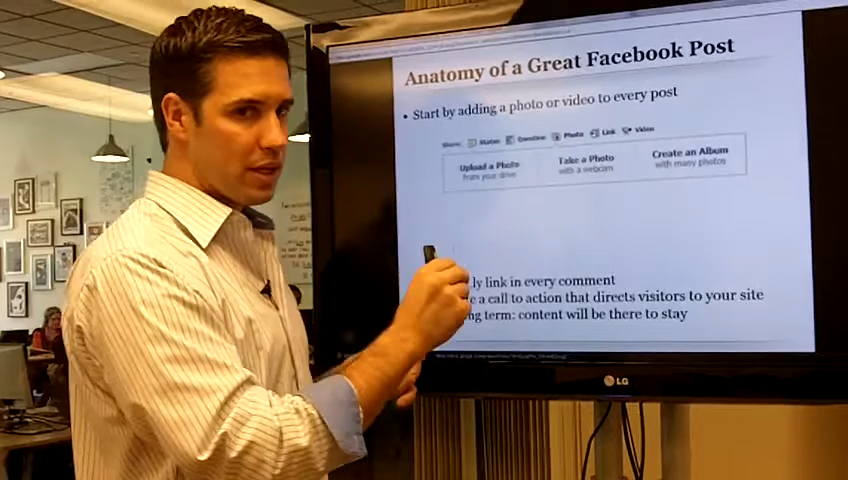 Anatomy of a Great Facebook Post
• Start by adding a photo or video to every post
Share: Status Question Photo Link Video
Upload a Photo
from your drive
Take a Photo
with a webcam
Create an Album
with many photos
ly link in every comment
e a call to action that directs visitors to your site
ng term: content will be there to stay
LG